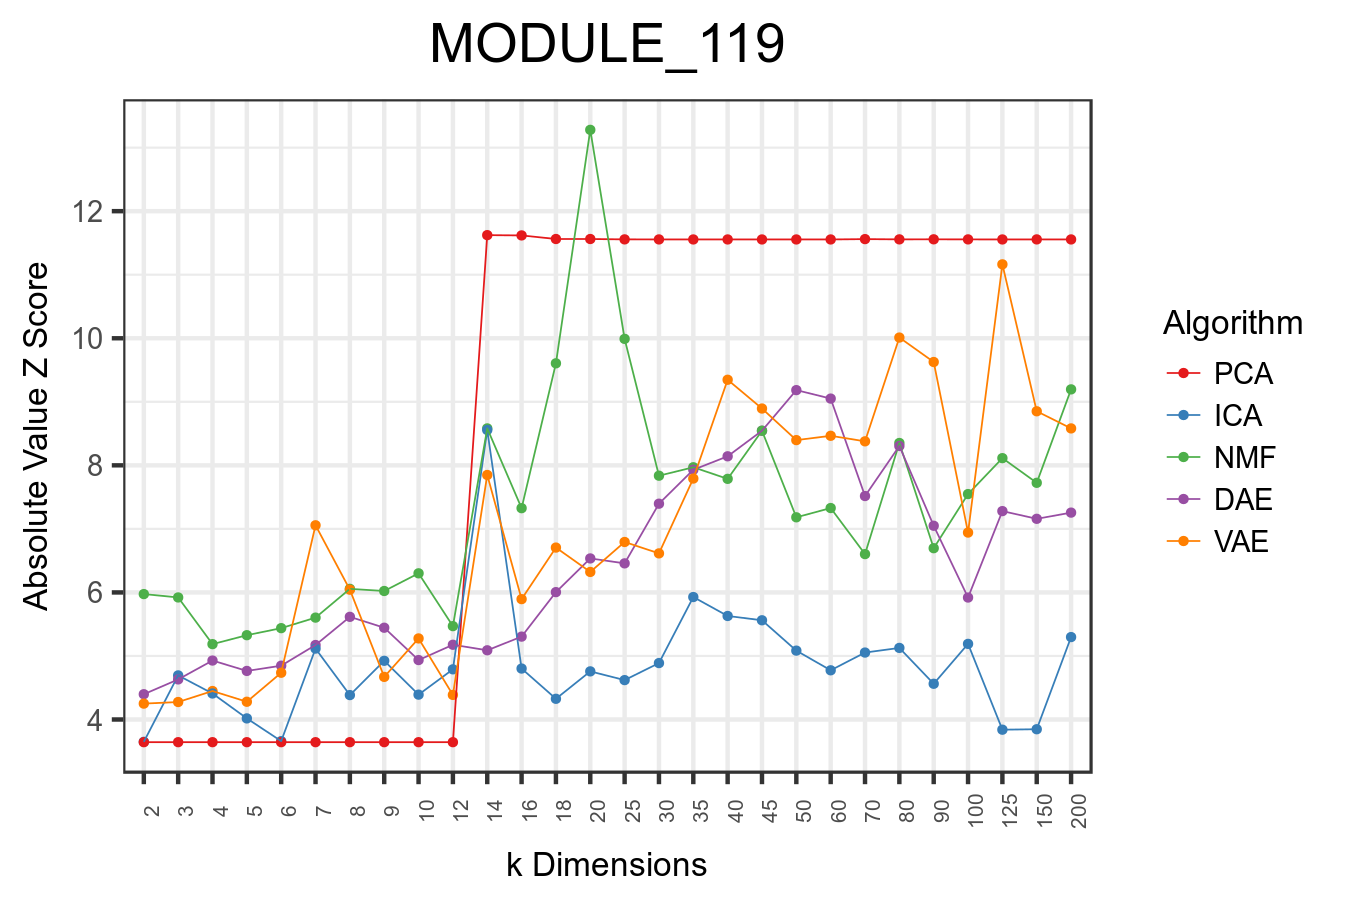 MODULE_119
Absolute Value Z Score
12
10
8
6
4
2 3 4 5 6 7 8 9 10 12 14 16 18 20 25 30 35 40 45 50 60 70 80 90 100 125 150 200
k Dimensions
Algorithm
PCA
ICA
NMF
DAE
VAE